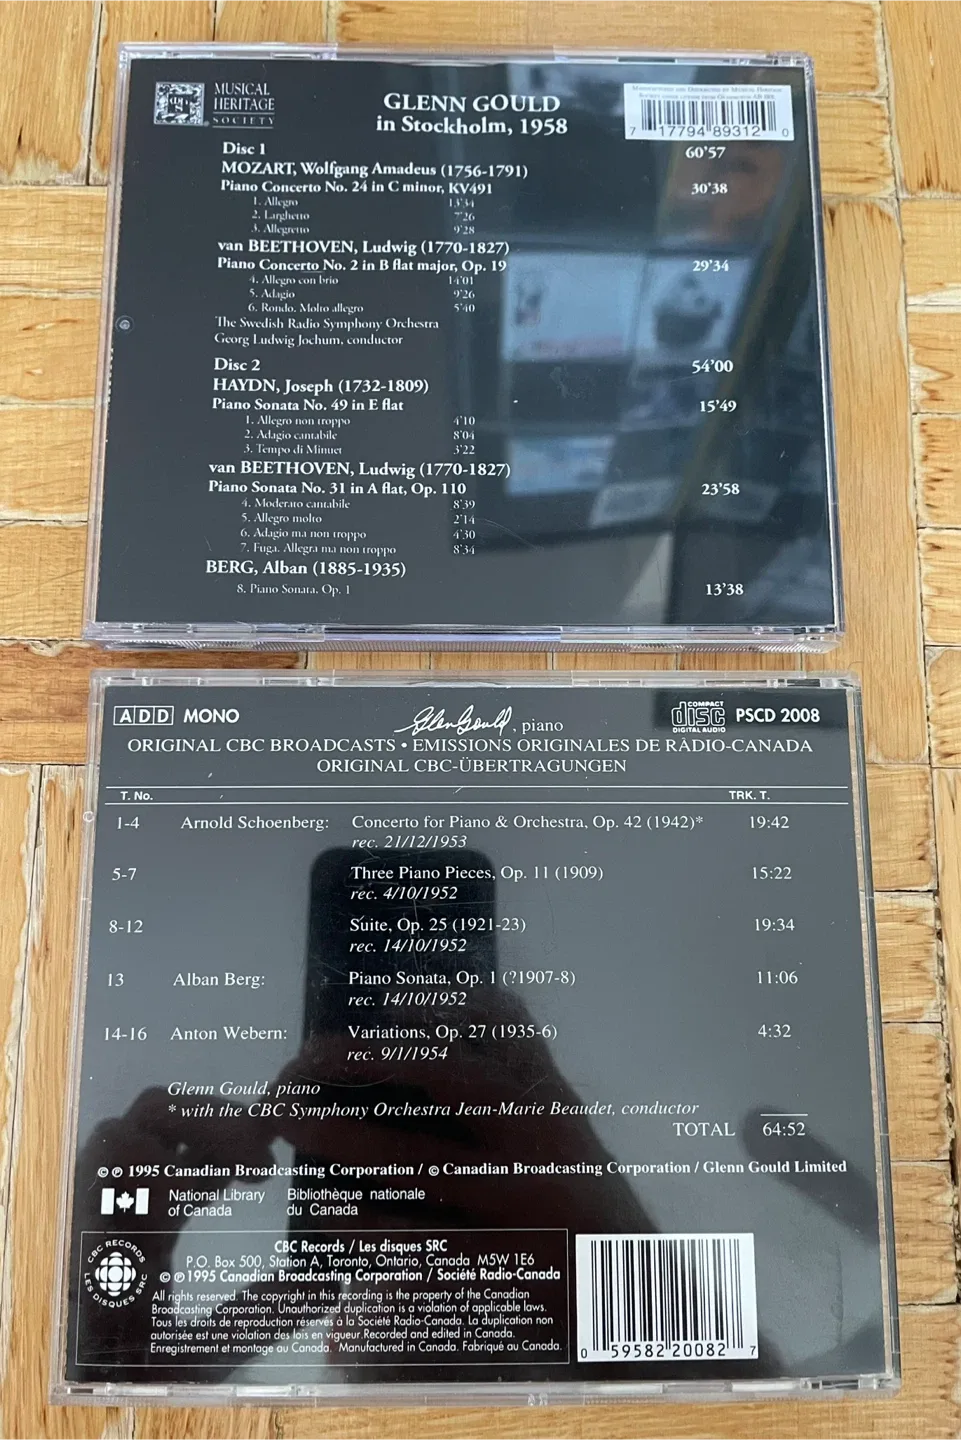 MUSICAL
HERITAGE
SOCIETY
GLENN GOULD
in Stockholm, 1958
7 17794 89312 0
Disc 1 60'57
MOZART, Wolfgang Amadeus (1756-1791)
Piano Concerto No. 24 in C minor, KV491 30'38
1. Allegro 13'34
2. Larghetto 7'26
3. Allegretto 9'28
van BEETHOVEN, Ludwig (1770-1827)
Piano Concerto No. 2 in B flat major, Op. 19 29'34
4. Allegro con brio 14'01
5. Adagio 9'26
6. Rondo. Molto allegro 5'40
The Swedish Radio Symphony Orchestra
Georg Ludwig Jochum, conductor
Disc 2 54'00
HAYDN, Joseph (1732-1809)
Piano Sonata No. 49 in E flat 15'49
1. Allegro non troppo 4'10
2. Adagio cantabile 8'04
3. Tempo di Minuet 3'22
van BEETHOVEN, Ludwig (1770-1827)
Piano Sonata No. 31 in A flat, Op. 110 23'58
4. Moderato cantabile 8'39
5. Allegro molto 2'14
6. Adagio ma non troppo 4'30
7. Fuga. Allegra ma non troppo 8'34
BERG, Alban (1885-1935)
8. Piano Sonata, Op. 1 13'38
ADD MONO
Glenn Gould, piano
COMPACT
disc
DIGITAL AUDIO
PSCD 2008
ORIGINAL CBC BROADCASTS • EMISSIONS ORIGINALES DE RADIO-CANADA
ORIGINAL CBC-ÜBERTRAGUNGEN
T. No. TRK. T.
1-4 Arnold Schoenberg: Concerto for Piano & Orchestra, Op. 42 (1942)* 19:42
rec. 21/12/1953
5-7 Three Piano Pieces, Op. 11 (1909) 15:22
rec. 4/10/1952
8-12 Suite, Op. 25 (1921-23) 19:34
rec. 14/10/1952
13 Alban Berg: Piano Sonata, Op. 1 (?1907-8) 11:06
rec. 14/10/1952
14-16 Anton Webern: Variations, Op. 27 (1935-6) 4:32
rec. 9/1/1954
Glenn Gould, piano
* with the CBC Symphony Orchestra Jean-Marie Beaudet, conductor
TOTAL 64:52
© ℗ 1995 Canadian Broadcasting Corporation / © Canadian Broadcasting Corporation / Glenn Gould Limited
National Library Bibliothèque nationale
of Canada du Canada
CBC RECORDS
LES DISQUES SRC
CBC Records / Les disques SRC
P.O. Box 500, Station A, Toronto, Ontario, Canada M5W 1E6
© ℗ 1995 Canadian Broadcasting Corporation / Société Radio-Canada
All rights reserved. The copyright in this recording is the property of the Canadian
Broadcasting Corporation. Unauthorized duplication is a violation of applicable laws.
Tous les droits de reproduction réservés à la Société Radio-Canada. La duplication non
autorisée est une violation des lois en vigueur. Recorded and edited in Canada.
Enregistrement et montage au Canada. Manufactured in Canada. Fabriqué au Canada.
0 59582 20082 7